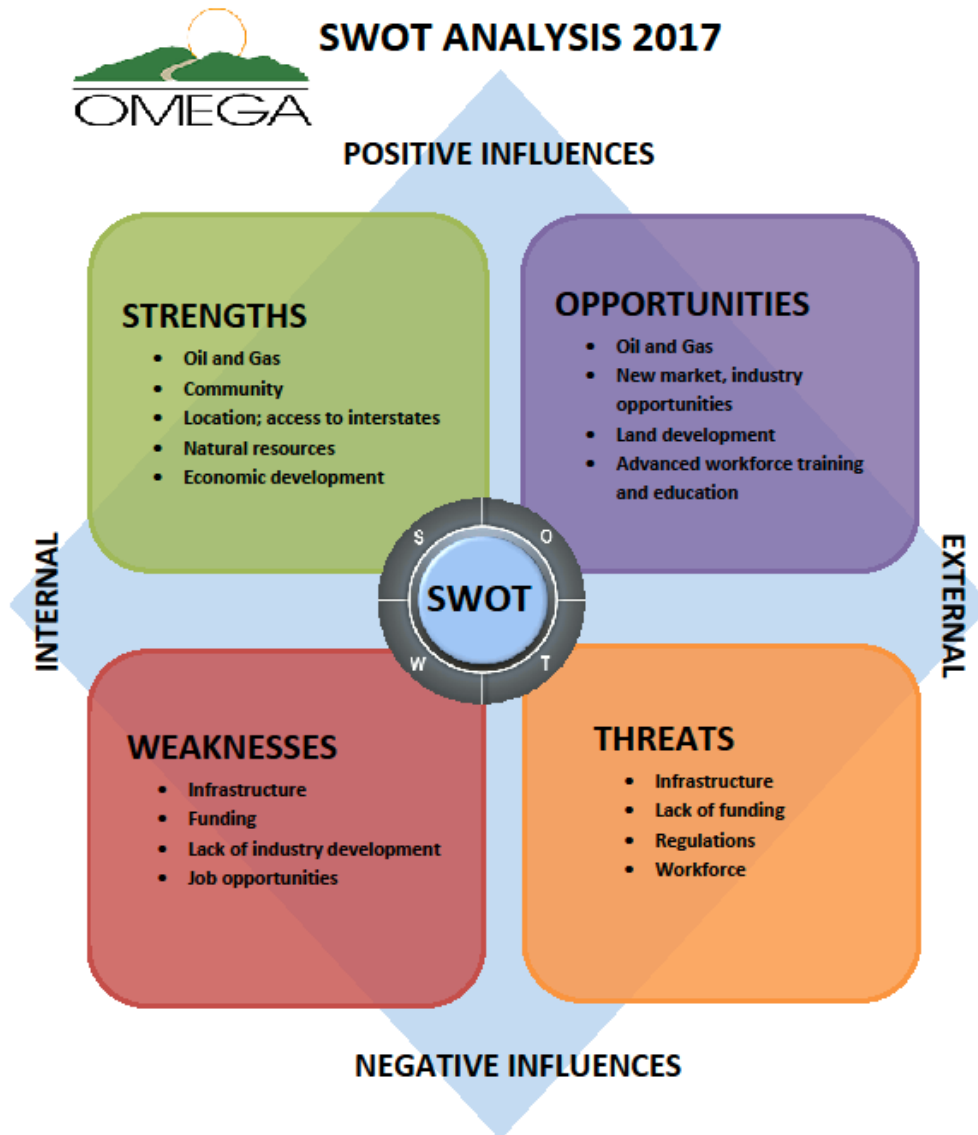 SWOT ANALYSIS 2017
OMEGA
POSITIVE INFLUENCES
STRENGTHS
• Oil and Gas
• Community
• Location; access to interstates
• Natural resources
• Economic development
OPPORTUNITIES
• Oil and Gas
• New market, industry
opportunities
• Land development
• Advanced workforce training
and education
INTERNAL
S
O
SWOT
W
T
EXTERNAL
WEAKNESSES
• Infrastructure
• Funding
• Lack of industry development
• Job opportunities
THREATS
• Infrastructure
• Lack of funding
• Regulations
• Workforce
NEGATIVE INFLUENCES